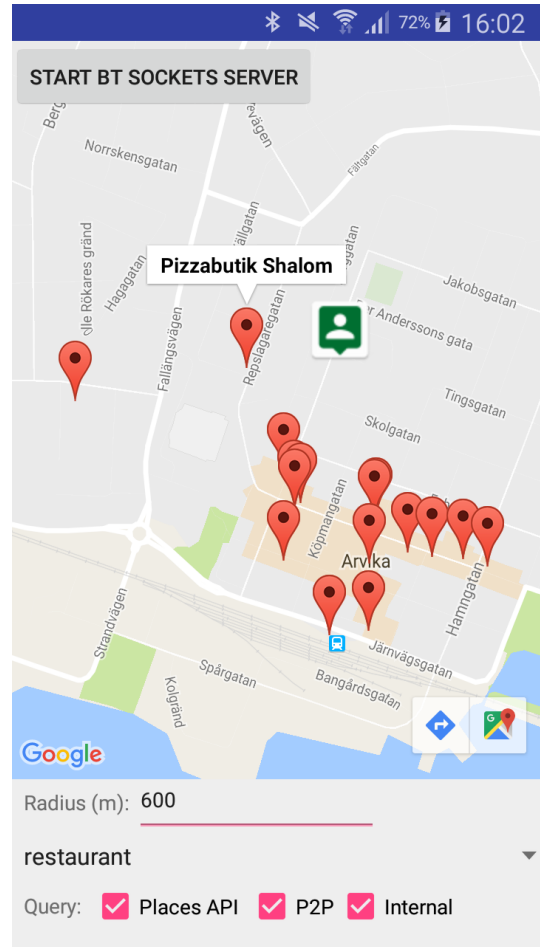 72% 16:02
START BT SOCKETS SERVER
Norrskensgatan
Fältgatan
Hagagatan
Jakobsgatan
Pizzabutik Shalom
Fallängsvägen
Repslagaregatan
Tingsgatan
Skolgatan
Köpmangatan
Arvika
Hamngatan
Strandvägen
Järnvägsgatan
Spårgatan
Bangårdsgatan
Kolgränd
Google
Radius (m): 600
restaurant
Query: Places API P2P Internal